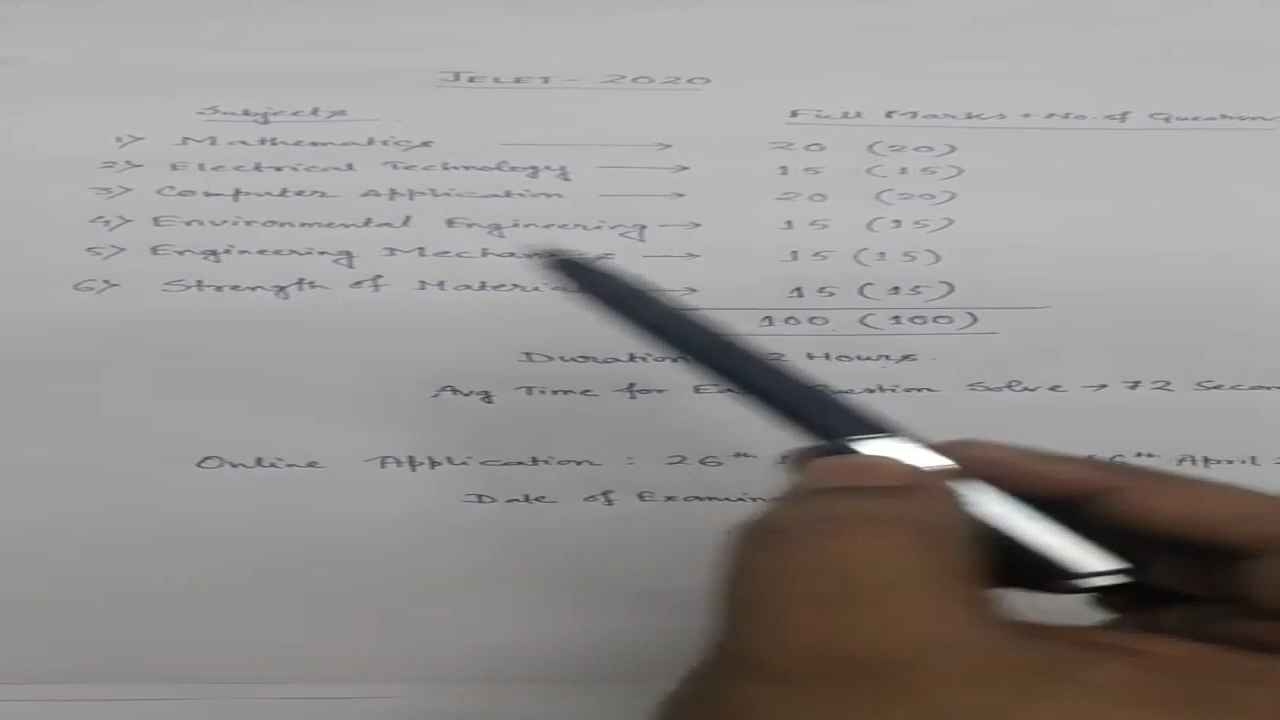 JELET - 2020
Subjects Full Marks + No. of Question
1) Mathematics → 20 (20)
2) Electrical Technology → 15 (15)
3) Computer Application → 20 (20)
4) Environmental Engineering → 15 (15)
5) Engineering → 15 (15)
6) Strength of → 15 (15)
100 (100)
Duration 2 Hours.
Avg Time for Solve → 72
Online Application : 26th April
Date of